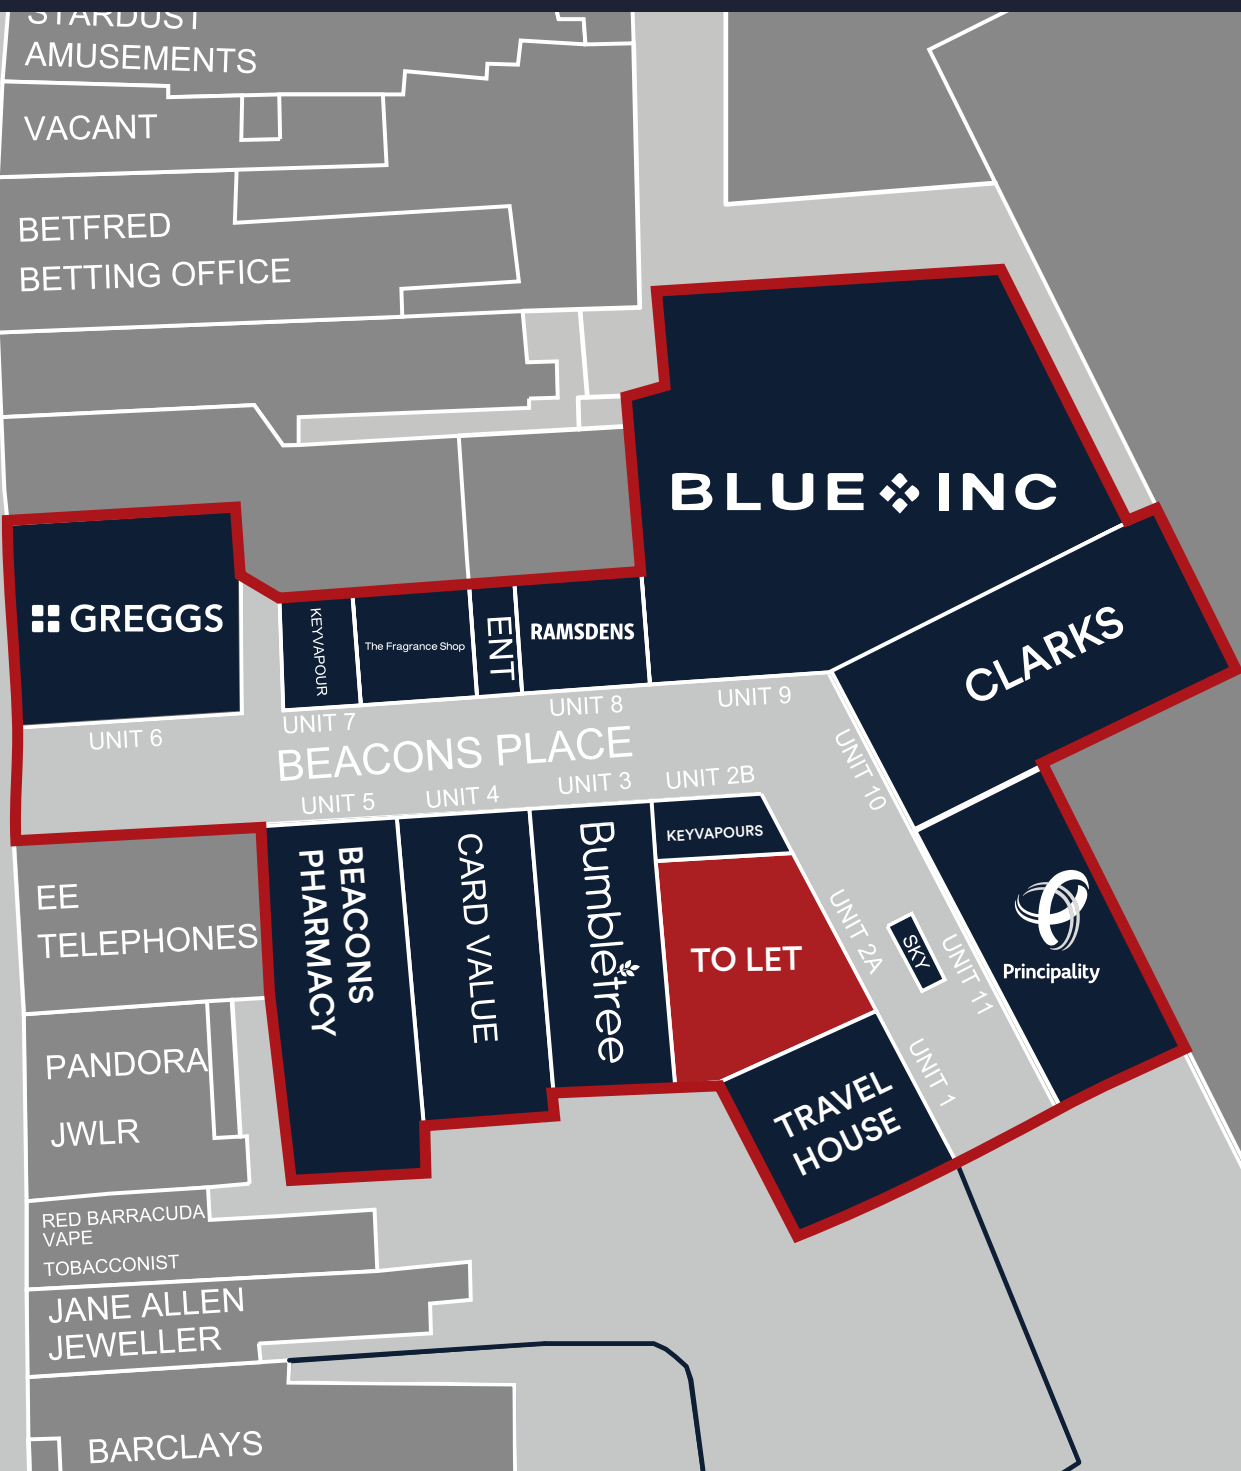 STARDUST
AMUSEMENTS
VACANT
BETFRED
BETTING OFFICE
BLUE INC
GREGGS
KEYVAPOUR
The Fragrance Shop
ENT
RAMSDENS
CLARKS
UNIT 6
UNIT 7
UNIT 8
UNIT 9
BEACONS PLACE
UNIT 10
UNIT 5
UNIT 4
UNIT 3
UNIT 2B
BEACONS
PHARMACY
CARD VALUE
Bumbletree
KEYVAPOURS
TO LET
UNIT 2A
SKY
UNIT 11
Principality
EE
TELEPHONES
PANDORA
JWLR
UNIT 1
TRAVEL
HOUSE
RED BARRACUDA
VAPE
TOBACCONIST
JANE ALLEN
JEWELLER
BARCLAYS